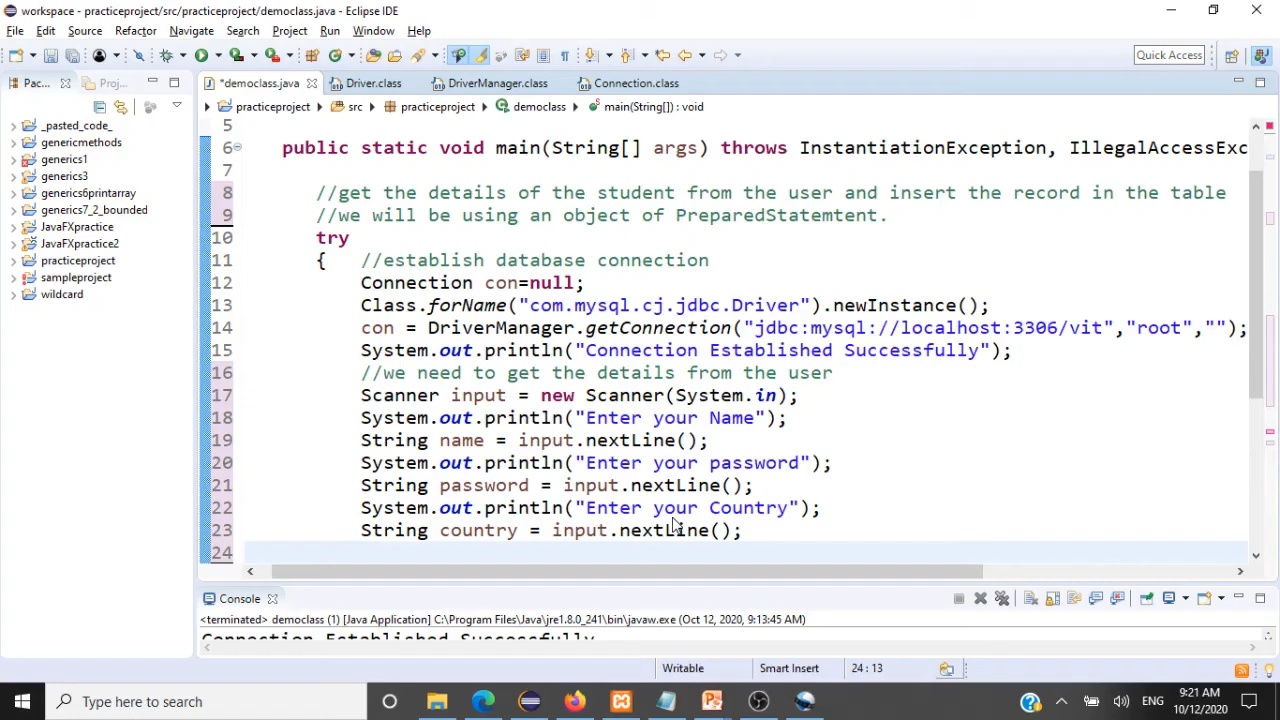 workspace - practiceproject/src/practiceproject/democlass.java - Eclipse IDE
File Edit Source Refactor Navigate Search Project Run Window Help
Quick Access
Pac... Proj... *democlass.java Driver.class DriverManager.class Connection.class
practiceproject src practiceproject democlass main(String[]) : void
_pasted_code_
genericmethods
generics1
generics3
generics6printarray
generics7_2_bounded
JavaFXpractice
JavaFXpractice2
practiceproject
sampleproject
wildcard
5
6 public static void main(String[] args) throws InstantiationException, IllegalAccessExc
7
8 //get the details of the student from the user and insert the record in the table
9 //we will be using an object of PreparedStatemtent.
10 try
11 { //establish database connection
12 Connection con=null;
13 Class.forName("com.mysql.cj.jdbc.Driver").newInstance();
14 con = DriverManager.getConnection("jdbc:mysql://localhost:3306/vit","root","");
15 System.out.println("Connection Established Successfully");
16 //we need to get the details from the user
17 Scanner input = new Scanner(System.in);
18 System.out.println("Enter your Name");
19 String name = input.nextLine();
20 System.out.println("Enter your password");
21 String password = input.nextLine();
22 System.out.println("Enter your Country");
23 String country = input.nextLine();
24
Console
<terminated> democlass (1) [Java Application] C:\Program Files\Java\jre1.8.0_241\bin\javaw.exe (Oct 12, 2020, 9:13:45 AM)
Connection Established Successfully
Writable Smart Insert 24 : 13
Type here to search
ENG
9:21 AM
10/12/2020